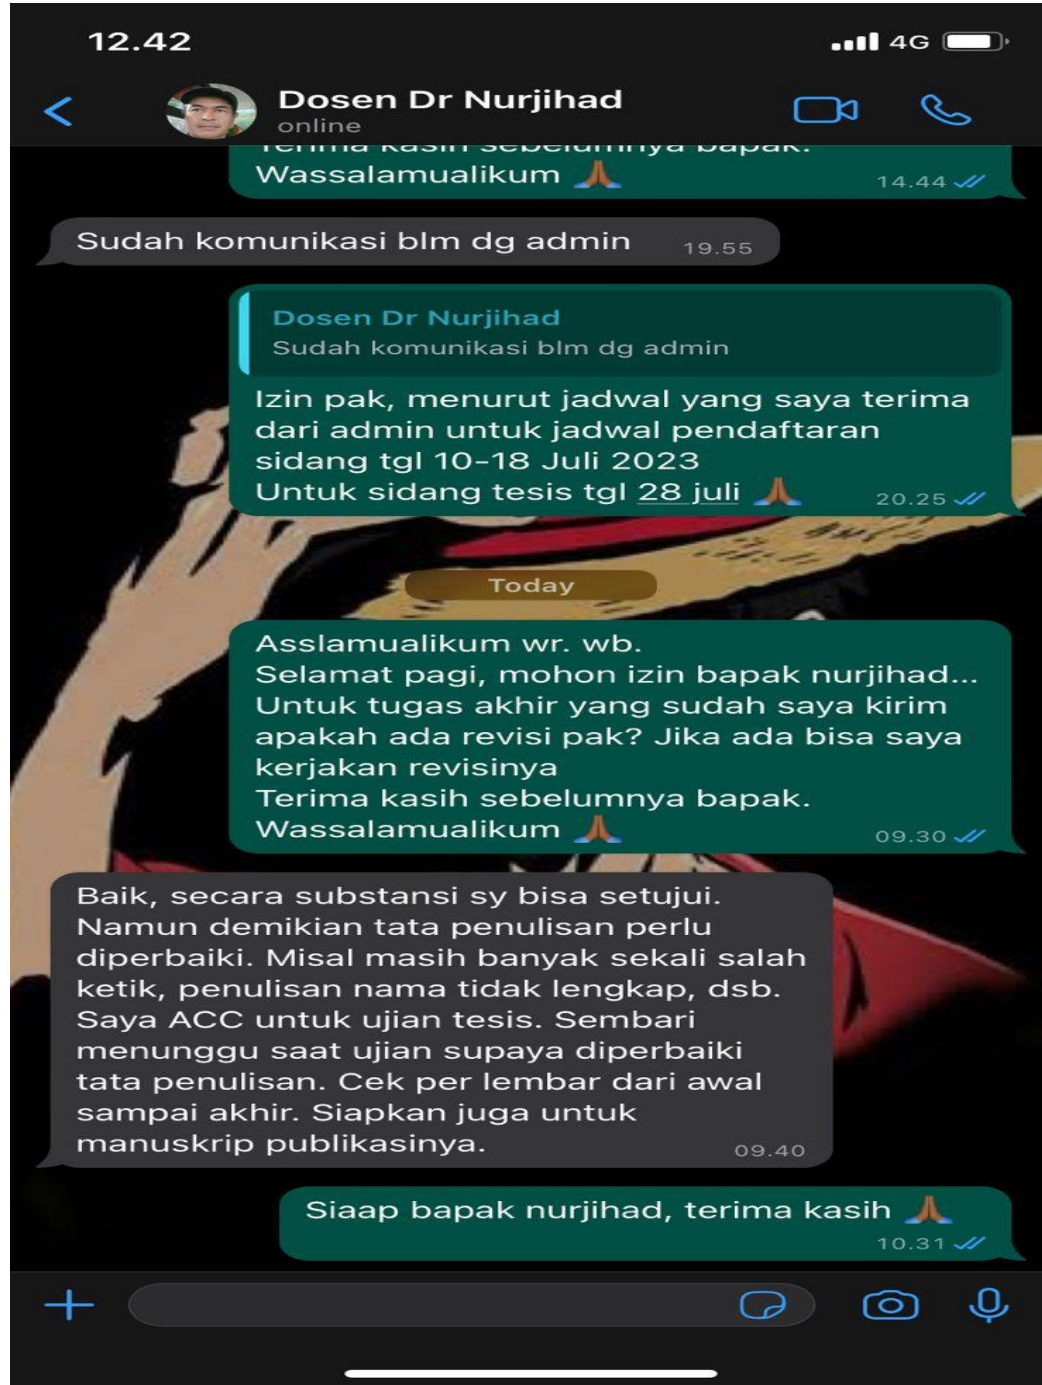 12.42
4G
Dosen Dr Nurjihad
online
Terima kasih sebelumnya bapak.
Wassalamualikum 🙏🏾
14.44
Sudah komunikasi blm dg admin 19.55
Dosen Dr Nurjihad
Sudah komunikasi blm dg admin
Izin pak, menurut jadwal yang saya terima
dari admin untuk jadwal pendaftaran
sidang tgl 10-18 Juli 2023
Untuk sidang tesis tgl 28 juli 🙏🏾
20.25
Today
Asslamualikum wr. wb.
Selamat pagi, mohon izin bapak nurjihad...
Untuk tugas akhir yang sudah saya kirim
apakah ada revisi pak? Jika ada bisa saya
kerjakan revisinya
Terima kasih sebelumnya bapak.
Wassalamualikum 🙏🏾
09.30
Baik, secara substansi sy bisa setujui.
Namun demikian tata penulisan perlu
diperbaiki. Misal masih banyak sekali salah
ketik, penulisan nama tidak lengkap, dsb.
Saya ACC untuk ujian tesis. Sembari
menunggu saat ujian supaya diperbaiki
tata penulisan. Cek per lembar dari awal
sampai akhir. Siapkan juga untuk
manuskrip publikasinya.
09.40
Siaap bapak nurjihad, terima kasih 🙏🏾
10.31